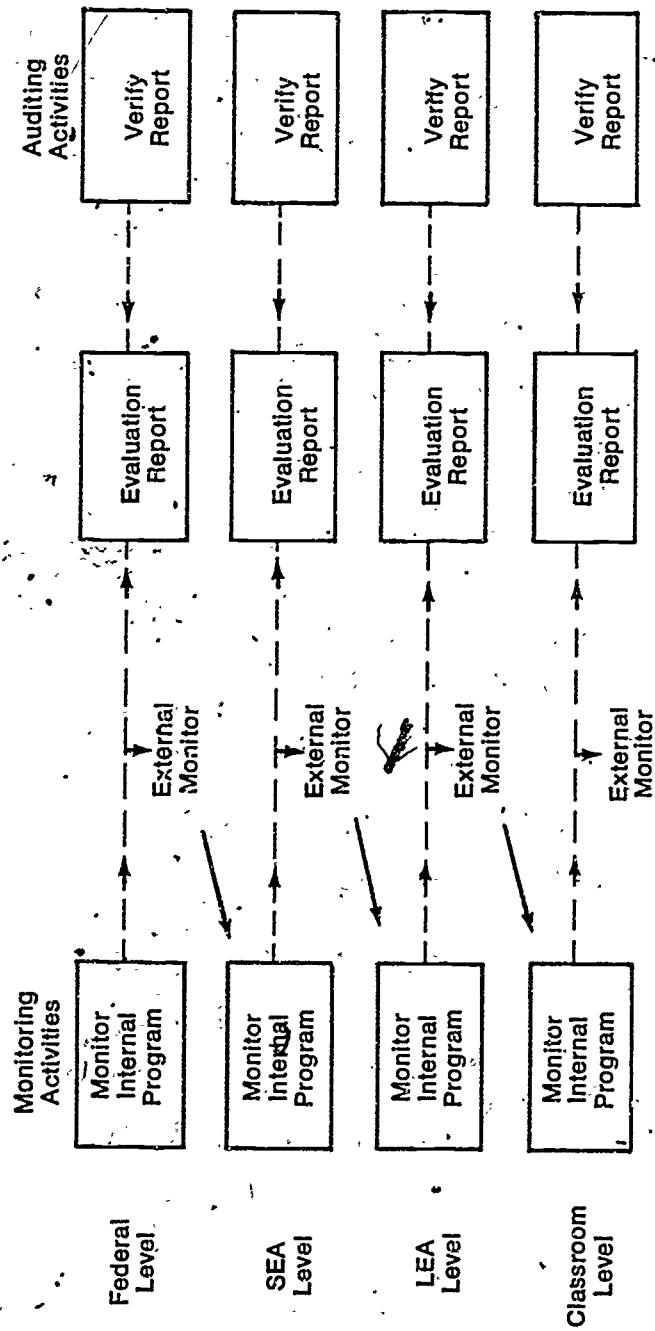 Monitoring
Activities
Auditing
Activities
Federal
Level
Monitor
Internal
Program
External
Monitor
Evaluation
Report
Verify
Report
SEA
Level
Monitor
Internal
Program
External
Monitor
Evaluation
Report
Verify
Report
LEA
Level
Monitor
Internal
Program
External
Monitor
Evaluation
Report
Verify
Report
Classroom
Level
Monitor
Internal
Program
External
Monitor
Evaluation
Report
Verify
Report